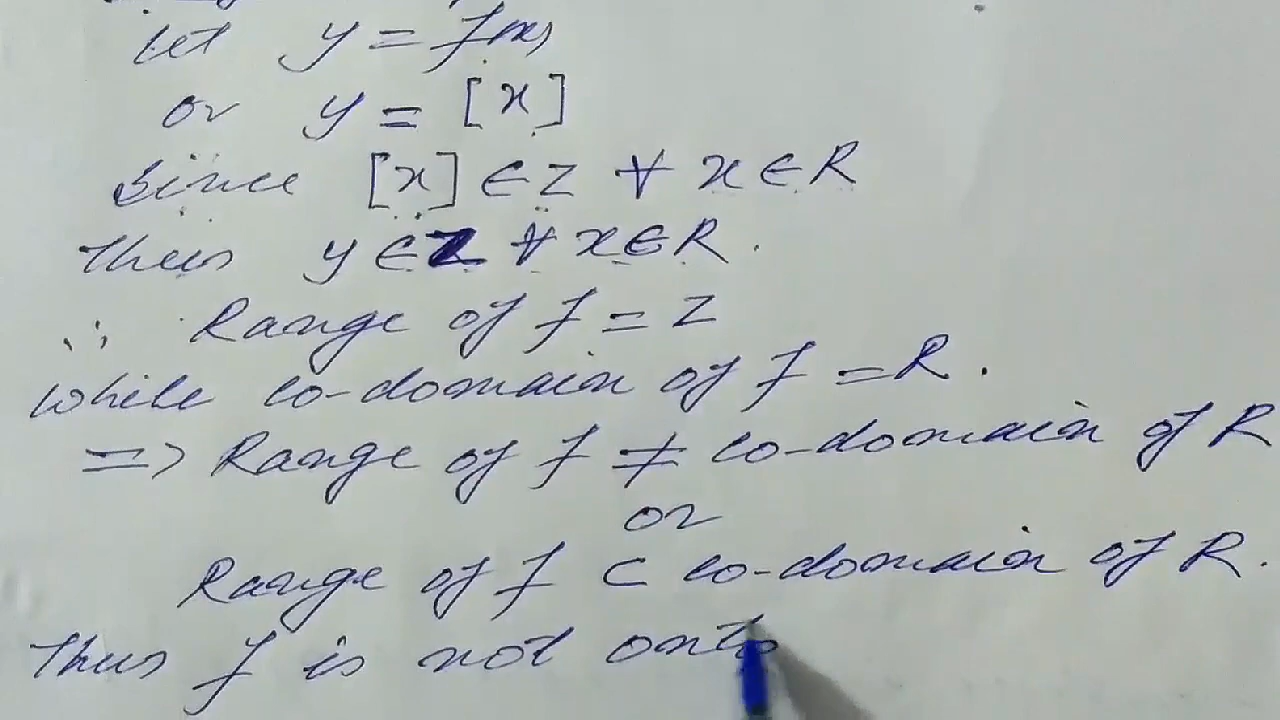 Let y = f(x)
or y = [x]
Since [x] ∈ Z ∀ x ∈ R
Thus y ∈ Z ∀ x ∈ R.
∴ Range of f = Z
while co-domain of f = R.
=> Range of f ≠ co-domain of R
or
Range of f ⊂ co-domain of R.
Thus f is not onto